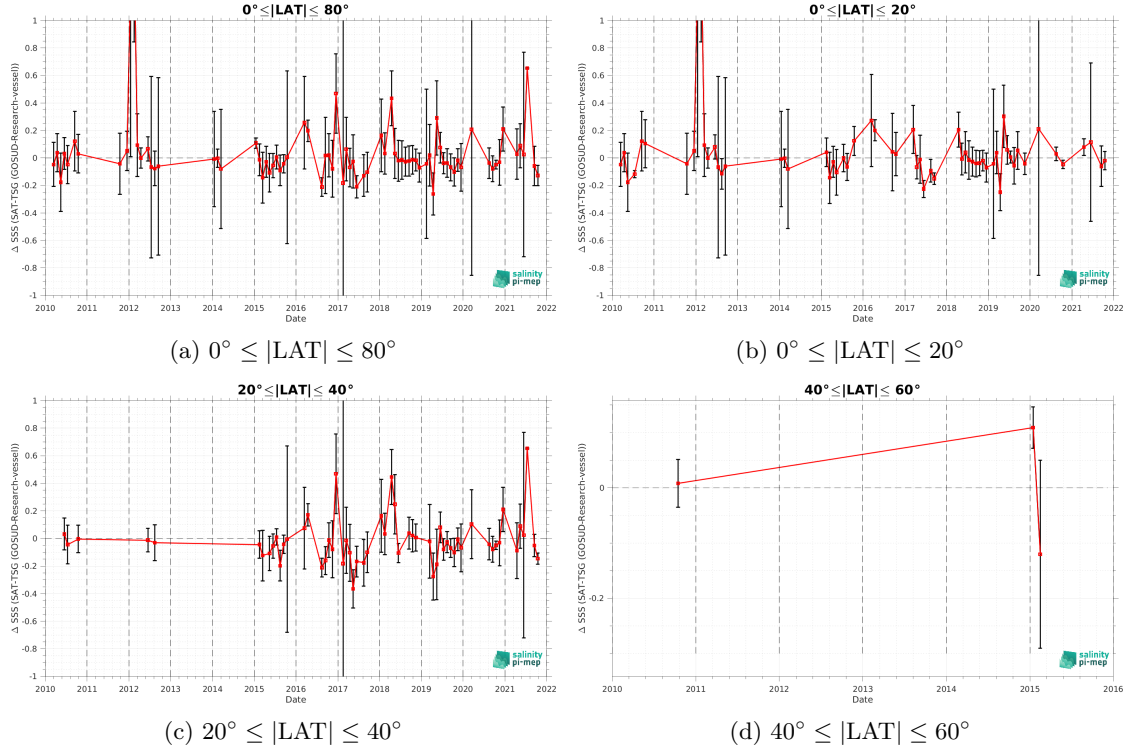 0°≤|LAT|≤ 80°
Δ SSS (SAT-TSG (GOSUD-Research-vessel))
1
0.8
0.6
0.4
0.2
0
-0.2
-0.4
-0.6
-0.8
-1
salinity
pi-mep
2010 2011 2012 2013 2014 2015 2016 2017 2018 2019 2020 2021 2022
Date
(a) 0° ≤ |LAT| ≤ 80°
0°≤|LAT|≤ 20°
Δ SSS (SAT-TSG (GOSUD-Research-vessel))
1
0.8
0.6
0.4
0.2
0
-0.2
-0.4
-0.6
-0.8
-1
salinity
pi-mep
2010 2011 2012 2013 2014 2015 2016 2017 2018 2019 2020 2021 2022
Date
(b) 0° ≤ |LAT| ≤ 20°
20°≤|LAT|≤ 40°
Δ SSS (SAT-TSG (GOSUD-Research-vessel))
1
0.8
0.6
0.4
0.2
0
-0.2
-0.4
-0.6
-0.8
-1
salinity
pi-mep
2010 2011 2012 2013 2014 2015 2016 2017 2018 2019 2020 2021 2022
Date
(c) 20° ≤ |LAT| ≤ 40°
40°≤|LAT|≤ 60°
Δ SSS (SAT-TSG (GOSUD-Research-vessel))
0
-0.2
salinity
pi-mep
2010 2011 2012 2013 2014 2015 2016
Date
(d) 40° ≤ |LAT| ≤ 60°